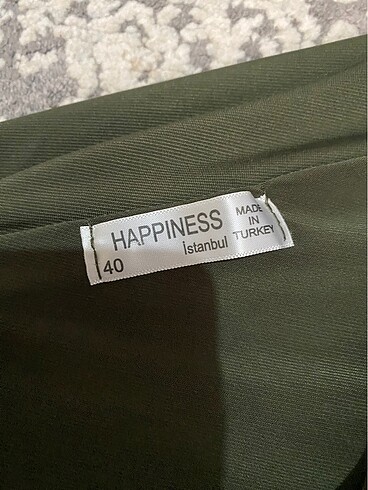 HAPPINESS
İstanbul
40
MADE
IN
TURKEY